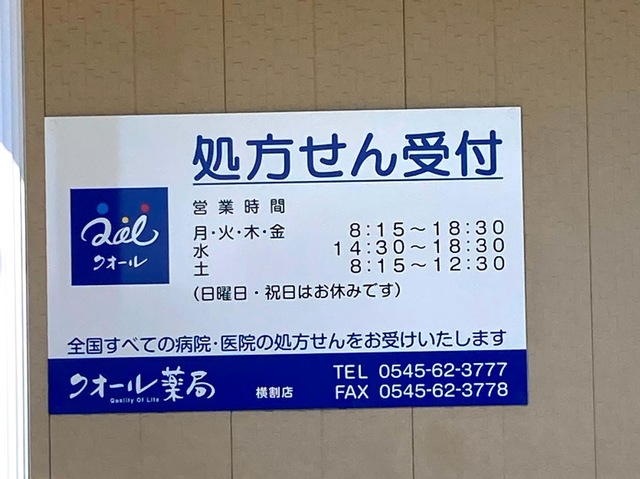 処方せん受付
営業時間
月・火・木・金 8:15～18:30
水 14:30～18:30
土 8:15～12:30
(日曜日・祝日はお休みです)
Qol
クオール
全国すべての病院・医院の処方せんをお受けいたします
クオール薬局 横割店
Quality Of Life
TEL 0545-62-3777
FAX 0545-62-3778